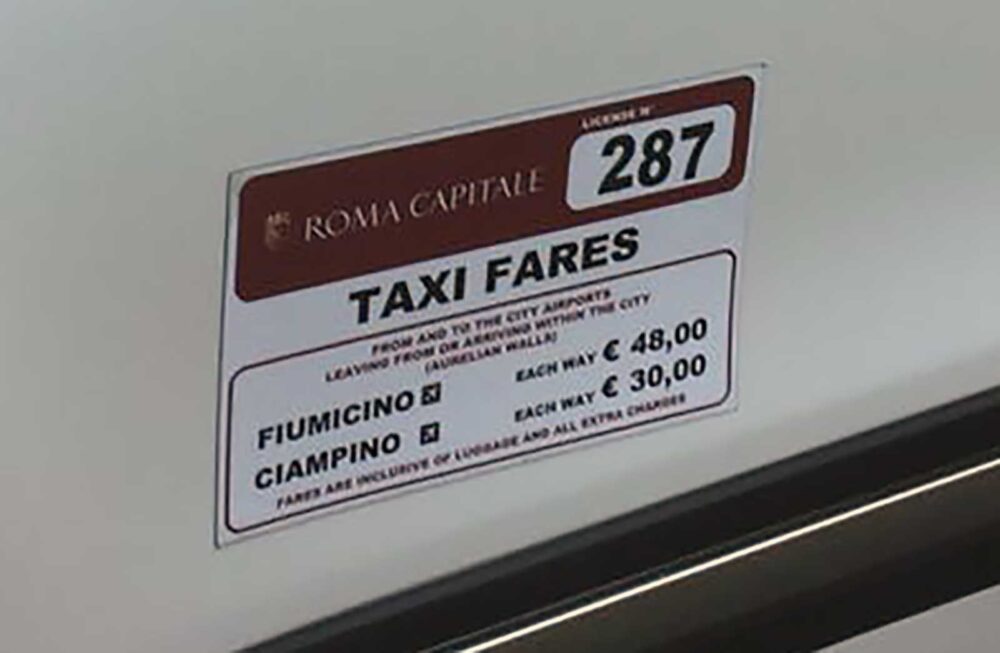 LICENSE N°
287
ROMA CAPITALE
TAXI FARES
FROM AND TO THE CITY AIRPORTS
LEAVING FROM OR ARRIVING WITHIN THE CITY
(AURELIAN WALLS)
FIUMICINO EACH WAY € 48,00
CIAMPINO EACH WAY € 30,00
FARES ARE INCLUSIVE OF LUGGAGE AND ALL EXTRA CHARGES